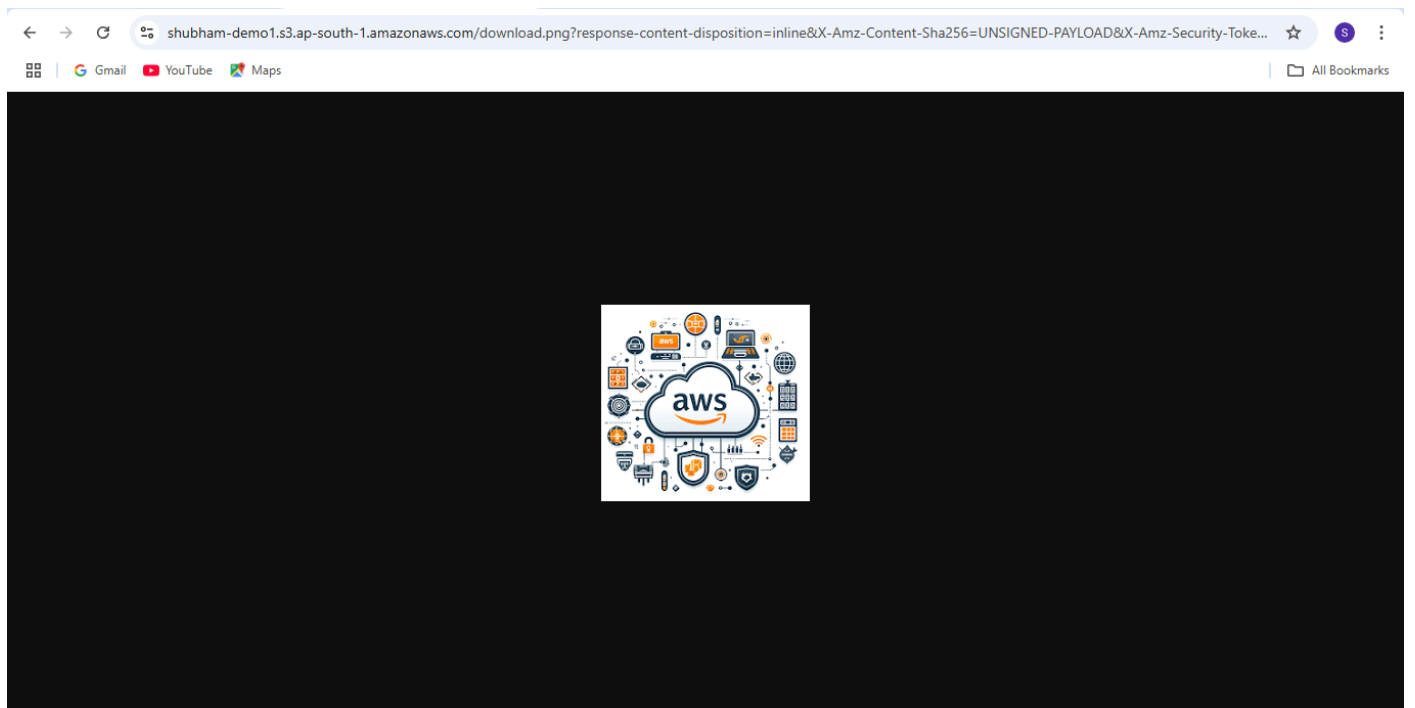 shubham-demo1.s3.ap-south-1.amazonaws.com/download.png?response-content-disposition=inline&X-Amz-Content-Sha256=UNSIGNED-PAYLOAD&X-Amz-Security-Toke...
S
Gmail
YouTube
Maps
All Bookmarks
aws
aws